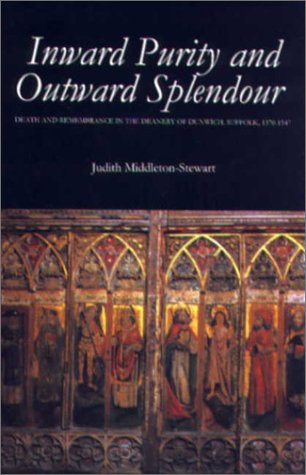 Inward Purity and
Outward Splendour
DEATH AND REMEMBRANCE IN THE DEANERY OF DUNWICH, SUFFOLK, 1370-1547
Judith Middleton-Stewart